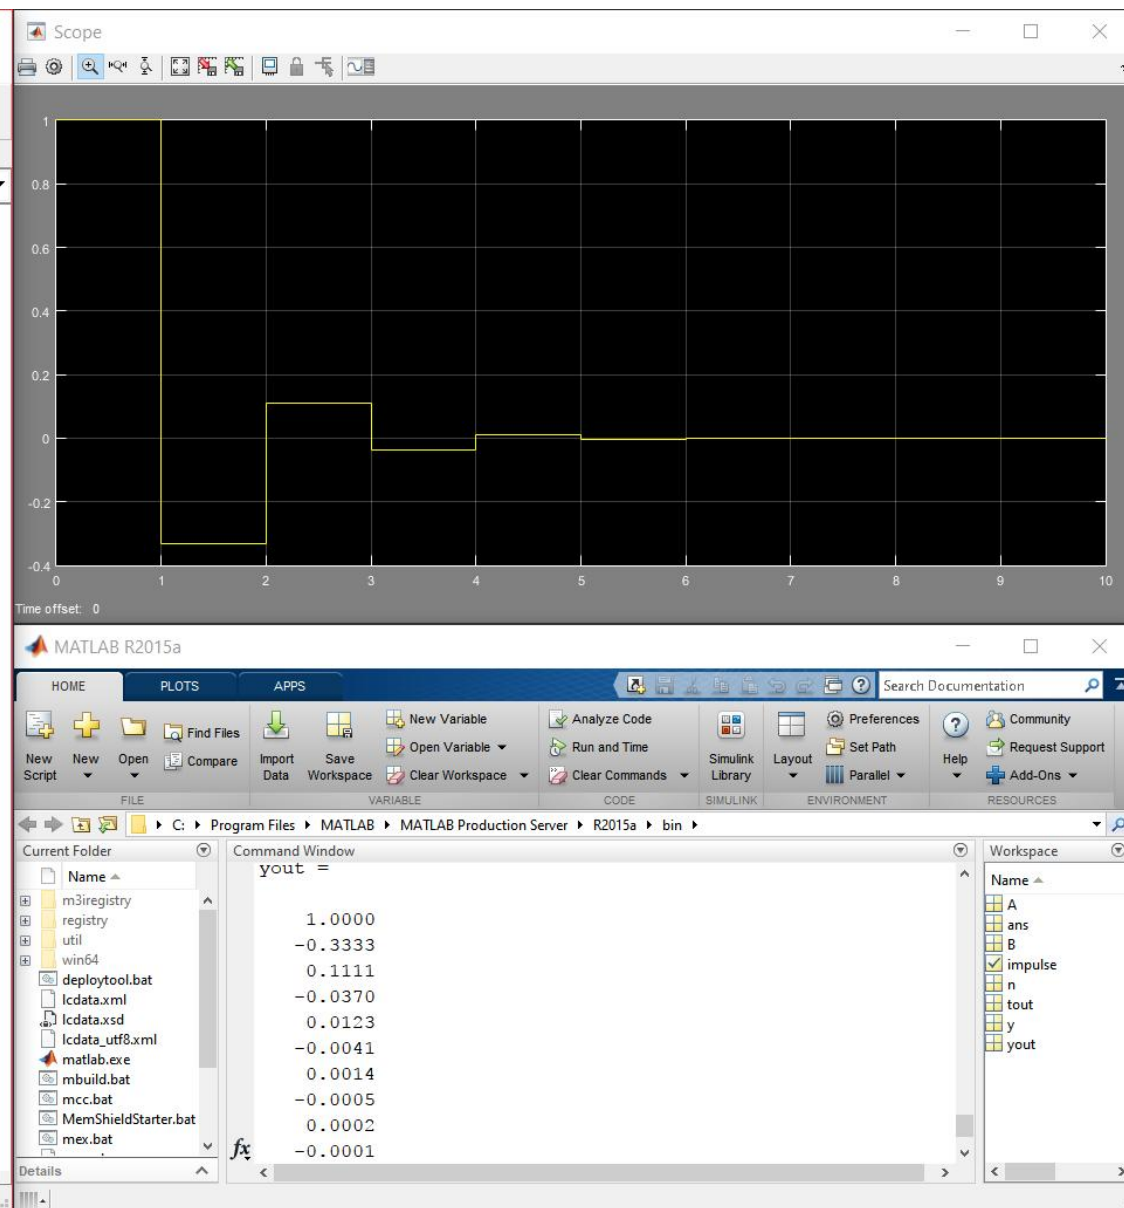 Scope
1
0.8
0.6
0.4
0.2
0
-0.2
-0.4
0 1 2 3 4 5 6 7 8 9 10
Time offset: 0
MATLAB R2015a
HOME PLOTS APPS Search Documentation
New Script
New
Open
Find Files
Compare
Import Data
Save Workspace
New Variable
Open Variable
Clear Workspace
Analyze Code
Run and Time
Clear Commands
Simulink Library
Layout
Preferences
Set Path
Parallel
Help
Community
Request Support
Add-Ons
FILE VARIABLE CODE SIMULINK ENVIRONMENT RESOURCES
C: Program Files MATLAB MATLAB Production Server R2015a bin
Current Folder
Name
m3iregistry
registry
util
win64
deploytool.bat
lcdata.xml
lcdata.xsd
lcdata_utf8.xml
matlab.exe
mbuild.bat
mcc.bat
MemShieldStarter.bat
mex.bat
Details
Command Window
yout =
1.0000
-0.3333
0.1111
-0.0370
0.0123
-0.0041
0.0014
-0.0005
0.0002
-0.0001
fx
Workspace
Name
A
ans
B
impulse
n
tout
y
yout